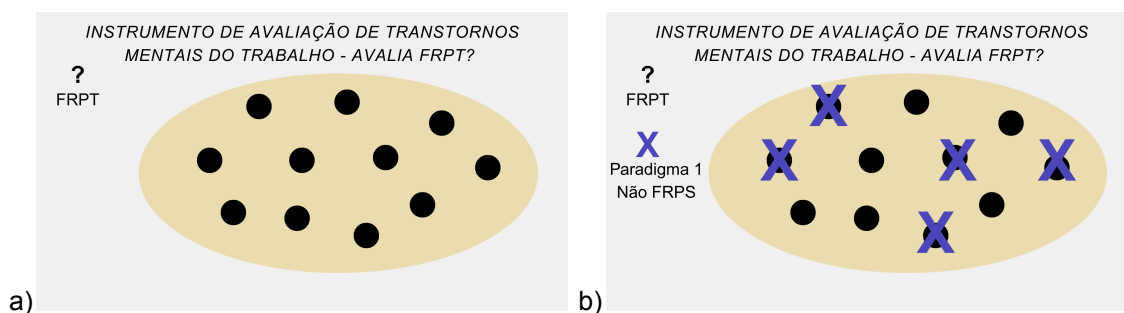 INSTRUMENTO DE AVALIAÇÃO DE TRANSTORNOS
MENTAIS DO TRABALHO - AVALIA FRPT?
?
FRPT
a)
INSTRUMENTO DE AVALIAÇÃO DE TRANSTORNOS
MENTAIS DO TRABALHO - AVALIA FRPT?
?
FRPT
X
Paradigma 1
Não FRPS
X
X
X
X
X
b)